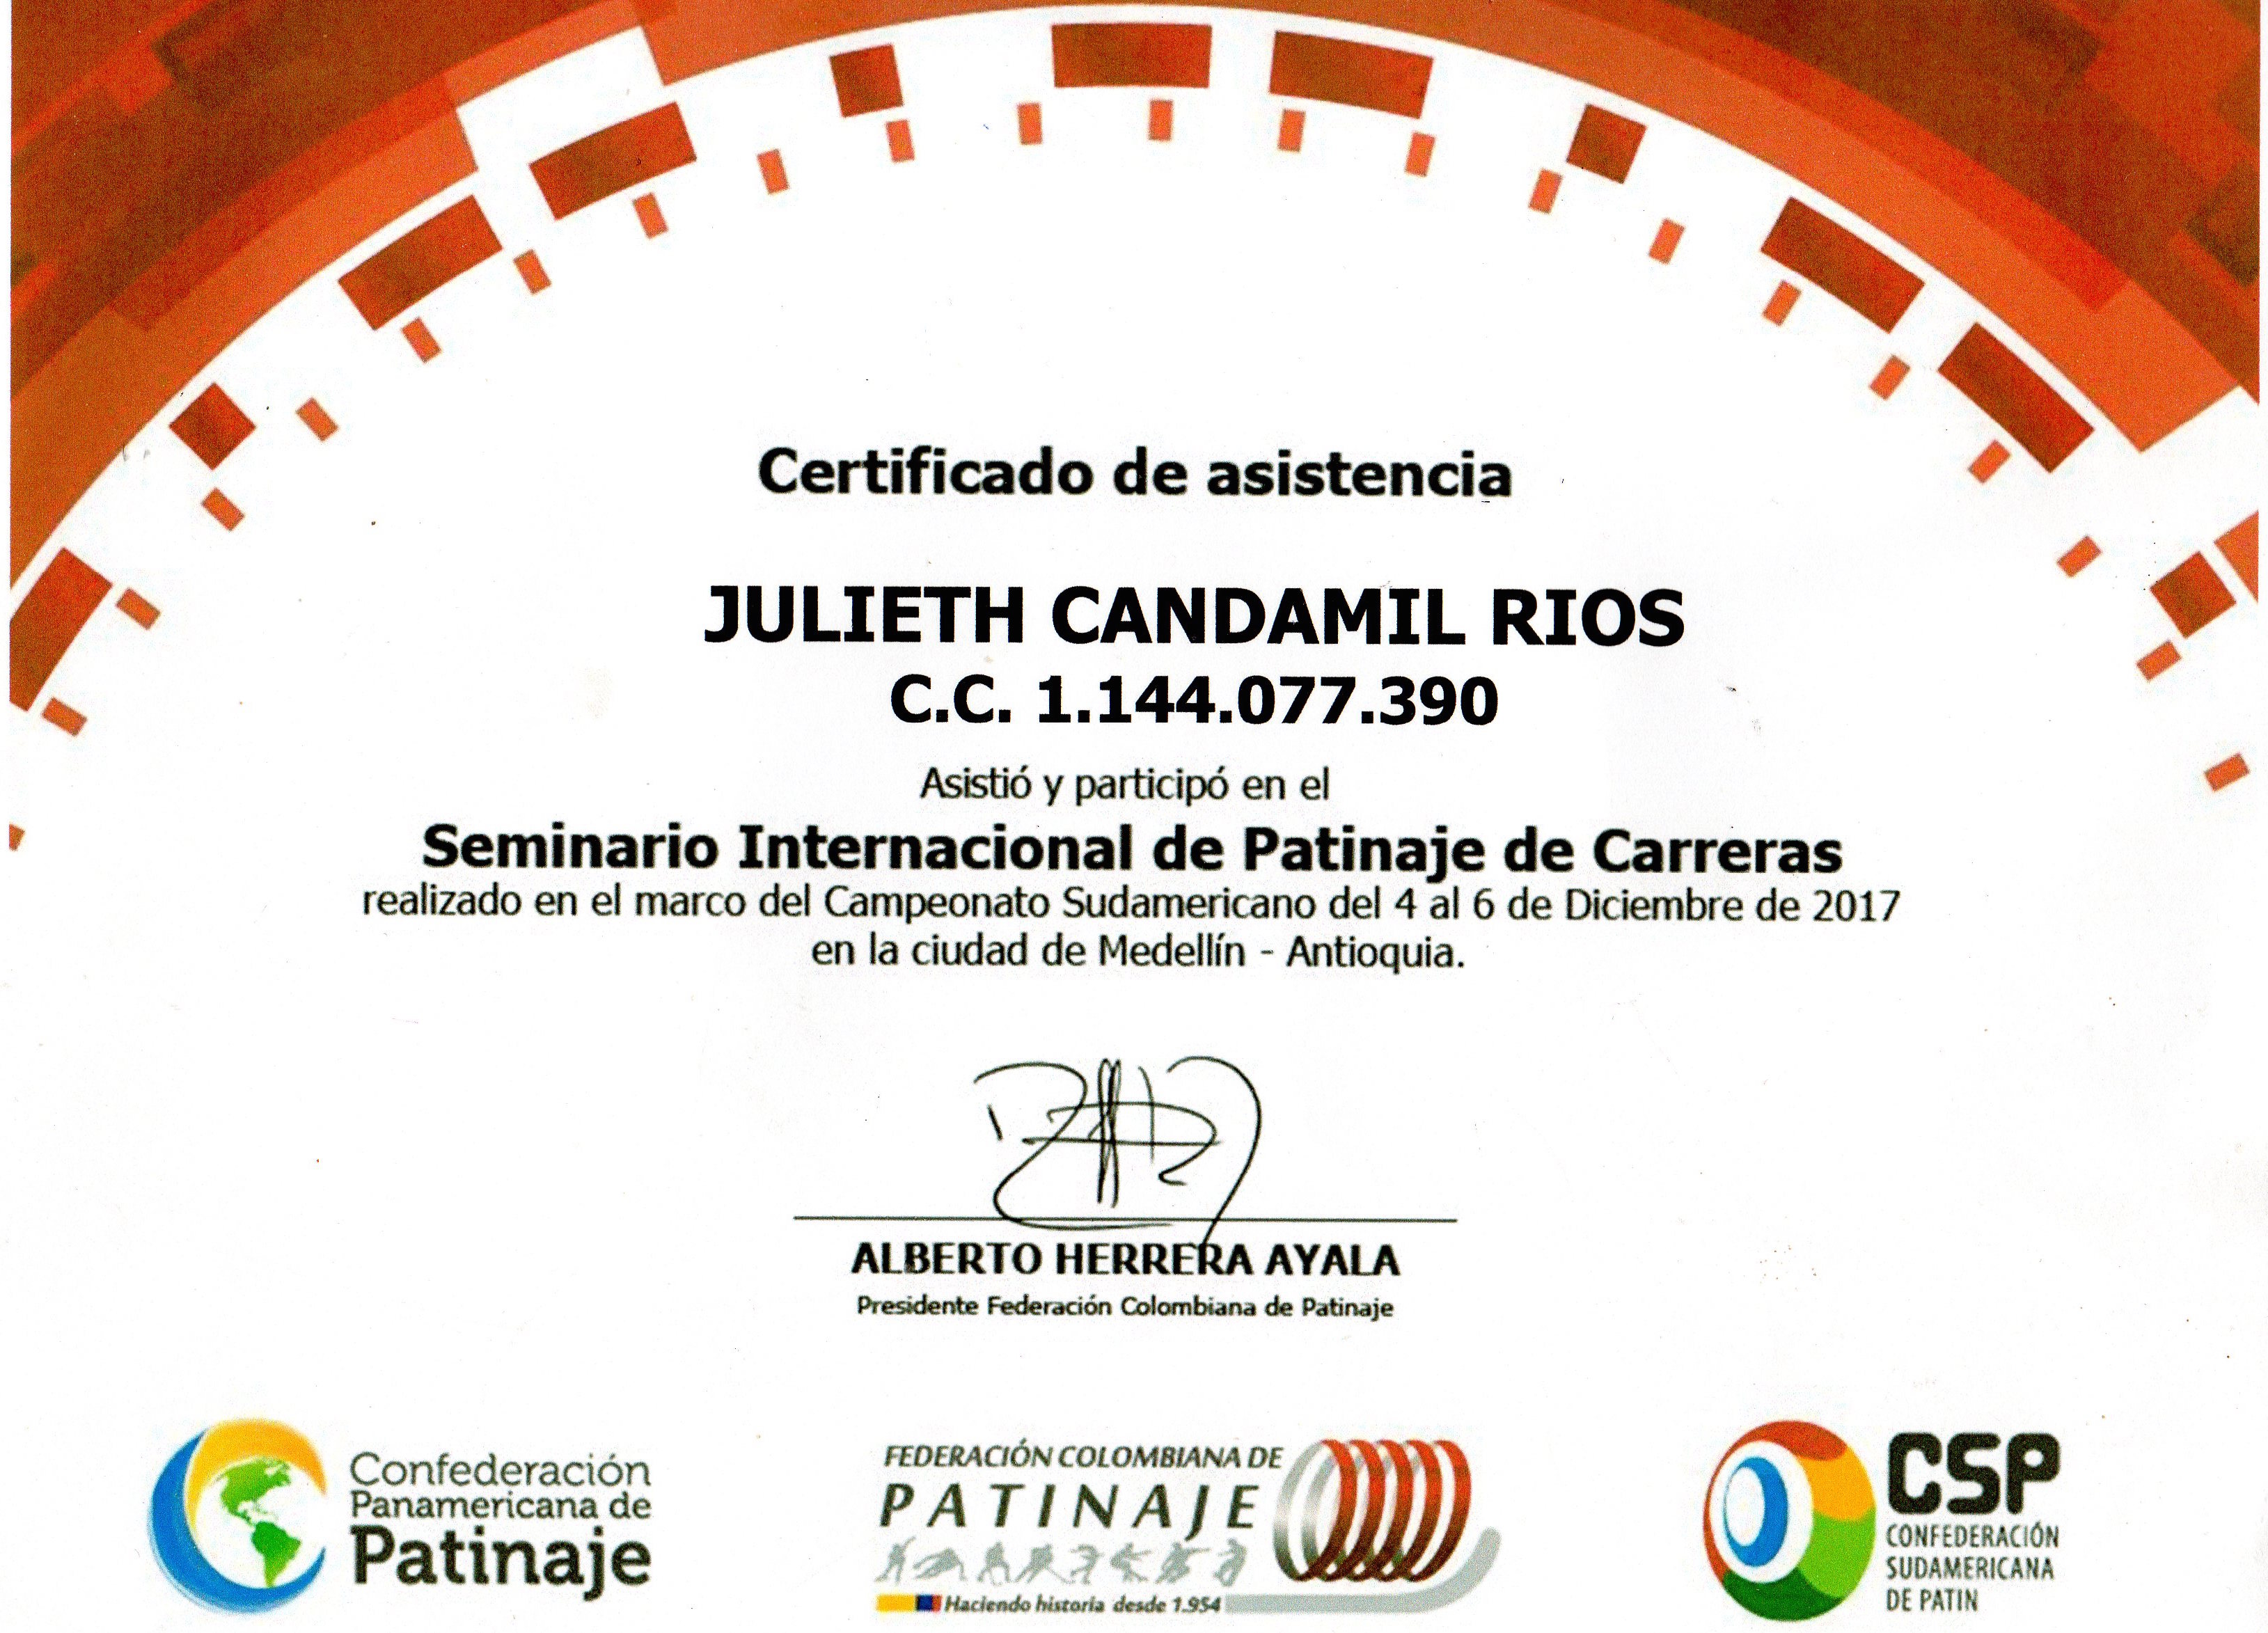 Certificado de asistencia
JULIETH CANDAMIL RIOS
C.C. 1.144.077.390
Asistió y participó en el
Seminario Internacional de Patinaje de Carreras
realizado en el marco del Campeonato Sudamericano del 4 al 6 de Diciembre de 2017
en la ciudad de Medellín - Antioquia.
ALBERTO HERRERA AYALA
Presidente Federación Colombiana de Patinaje
Confederación
Panamericana de
Patinaje
FEDERACIÓN COLOMBIANA DE
PATINAJE
Haciendo historia desde 1.954
CSP
CONFEDERACIÓN
SUDAMERICANA
DE PATIN